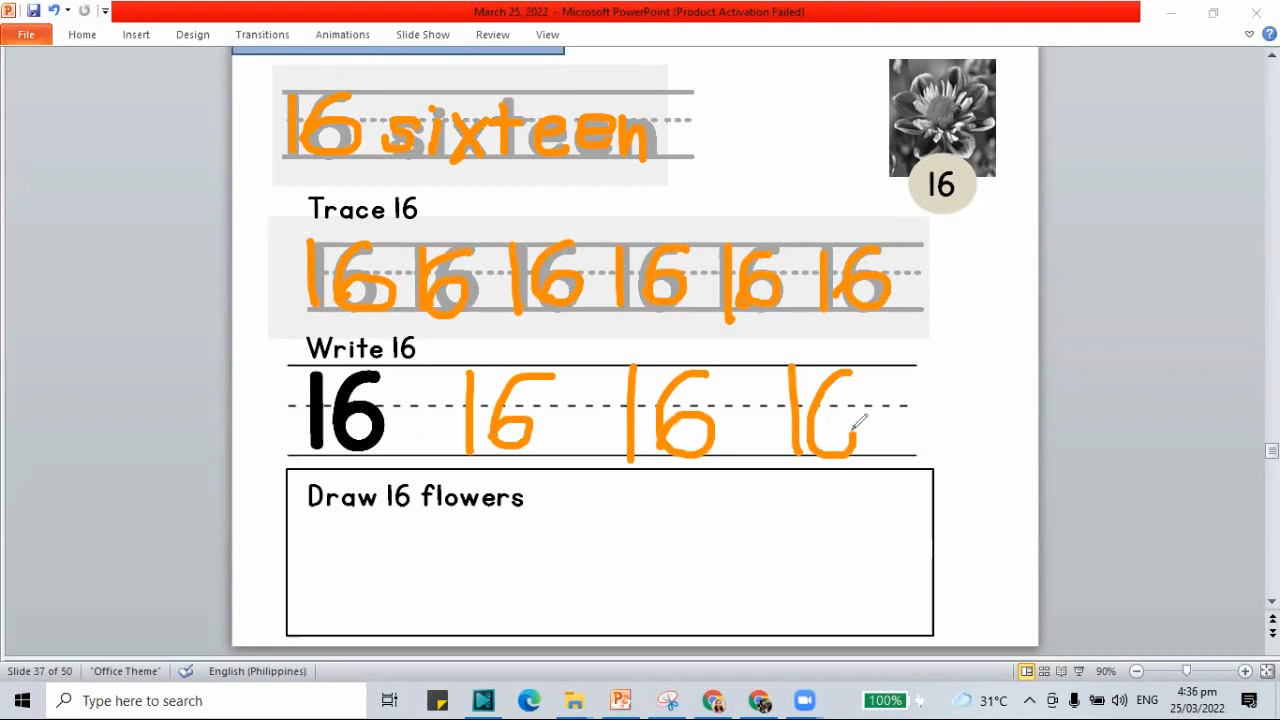 March 25, 2022 - Microsoft PowerPoint (Product Activation Failed)
File Home Insert Design Transitions Animations Slide Show Review View
16 sixteen
16
Trace 16
16 16 16 16 16 16
Write 16
16 16 16 16
Draw 16 flowers
Slide 37 of 50 "Office Theme" English (Philippines) 90%
Type here to search 100% 31°C ENG 4:36 pm
25/03/2022